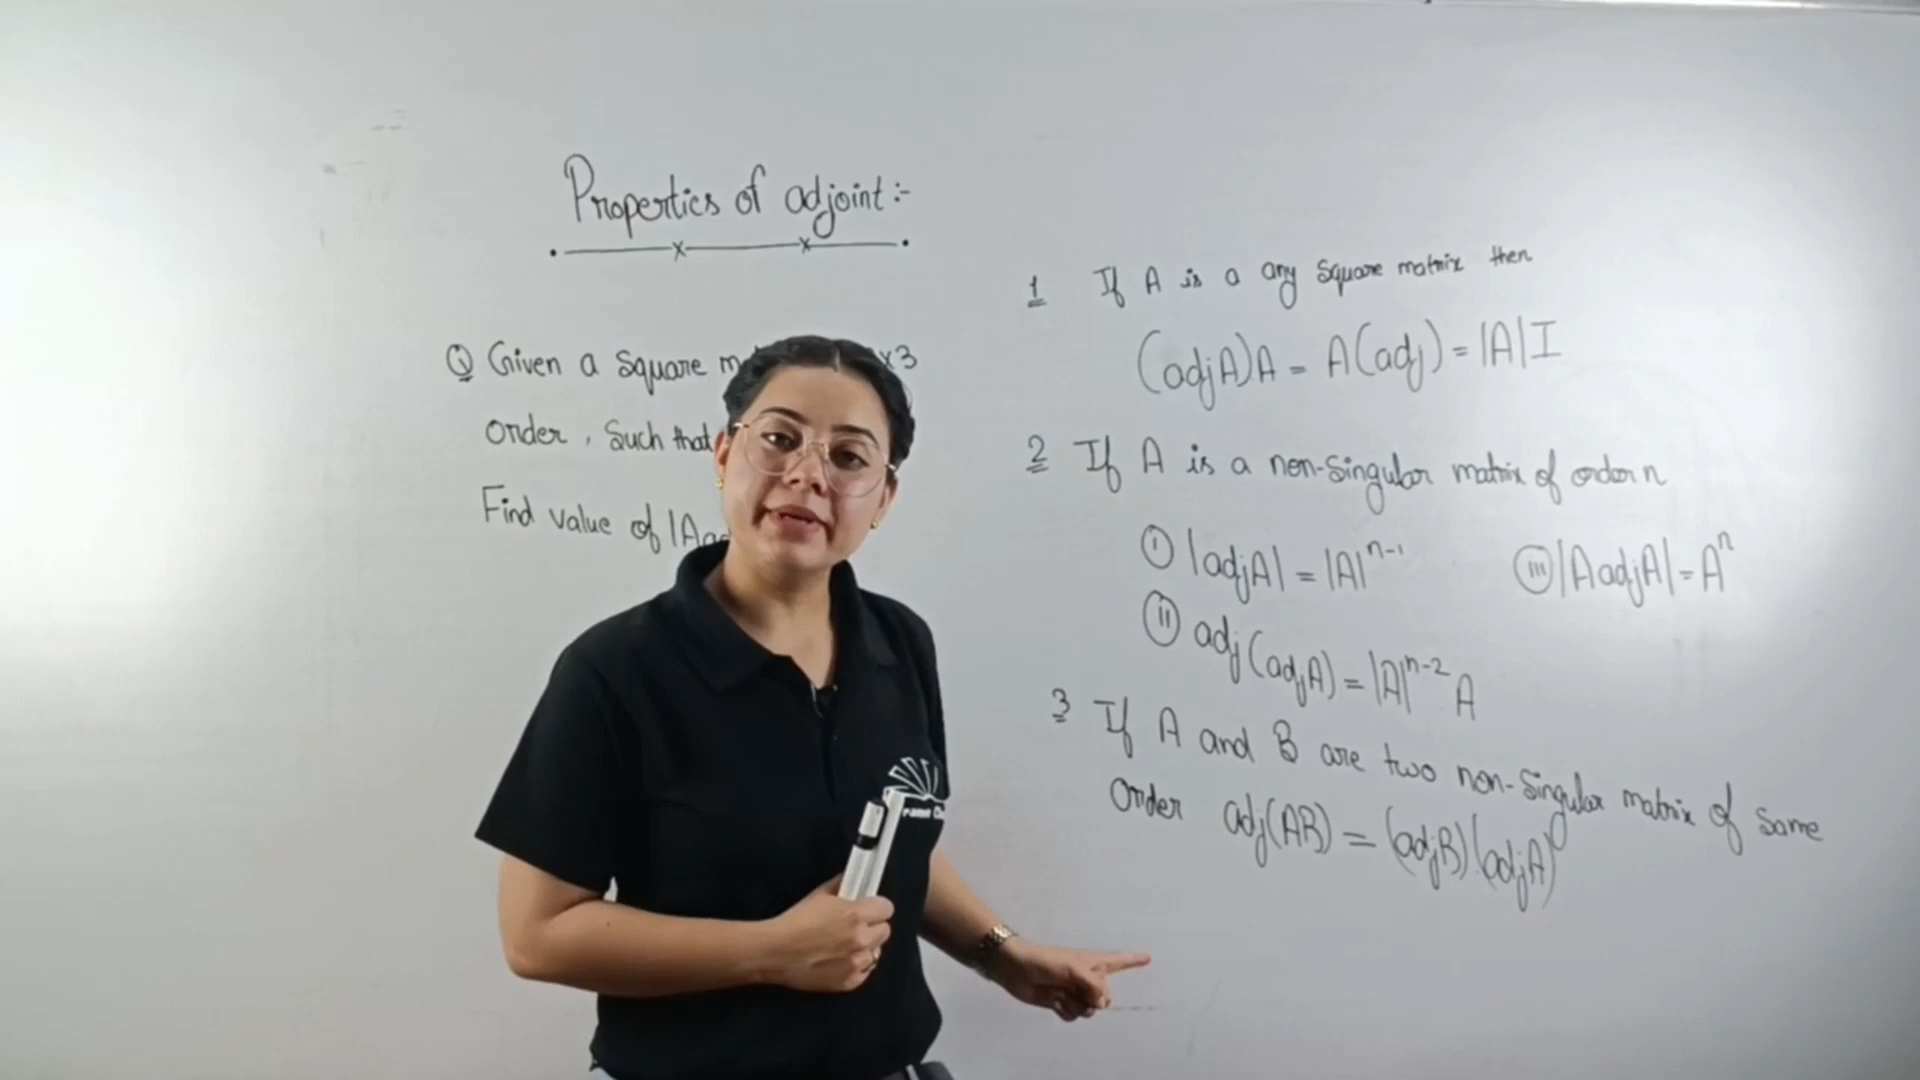 Properties of adjoint :-
Q Given a square x3
order, Such that
Find value of |A
1 If A is a any square matrix then
(adjA)A = A(adj) = |A|I
2 If A is a non-singular matrix of order n
(i) |adjA| = |A|^n-1 (iii) |AadjA| = A^n
(ii) adj(adjA) = |A|^n-2 A
3 If A and B are two non-singular matrix of same
order adj(AB) = (adjB)(adjA)